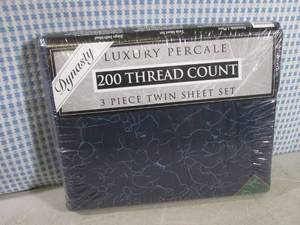 Dynasty
LUXURY PERCALE
200 THREAD COUNT
3 PIECE TWIN SHEET SET